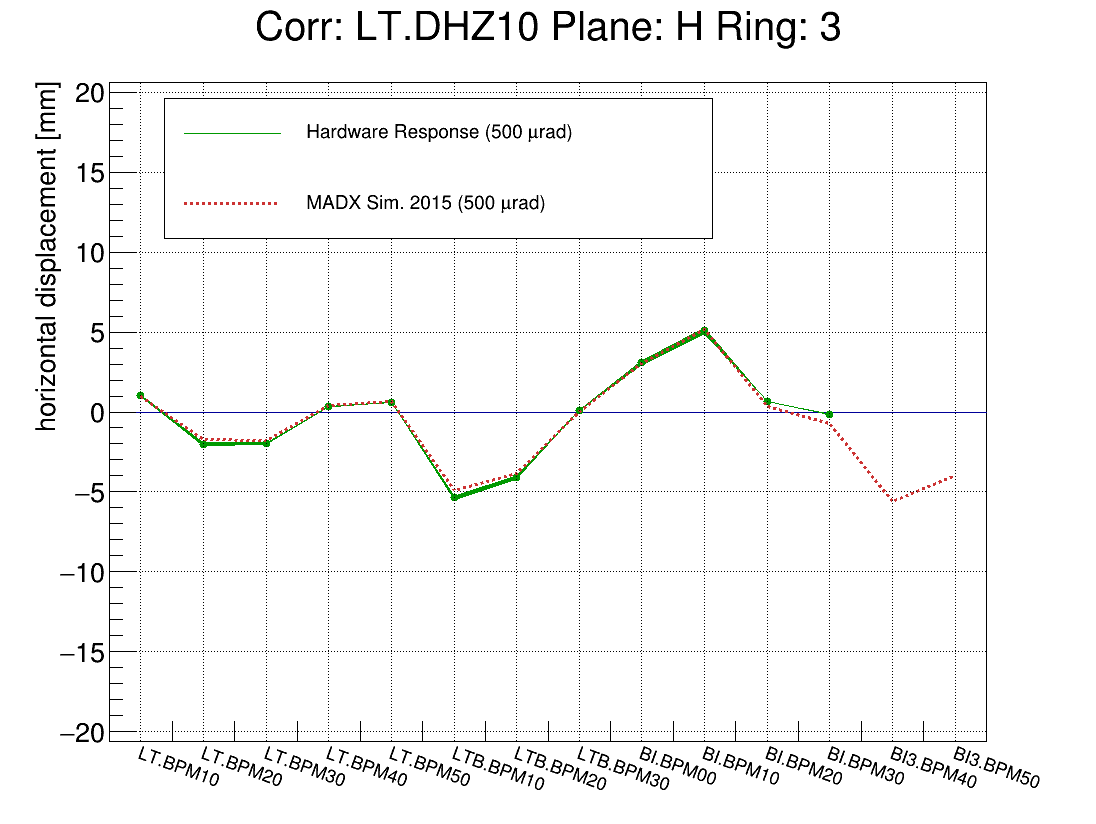 Corr: LT.DHZ10 Plane: H Ring: 3
horizontal displacement [mm]
20
15
10
5
0
−5
−10
−15
−20
Hardware Response (500 μrad)
MADX Sim. 2015 (500 μrad)
LT.BPM10
LT.BPM20
LT.BPM30
LT.BPM40
LT.BPM50
LTB.BPM10
LTB.BPM20
LTB.BPM30
BI.BPM00
BI.BPM10
BI.BPM20
BI.BPM30
BI3.BPM40
BI3.BPM50